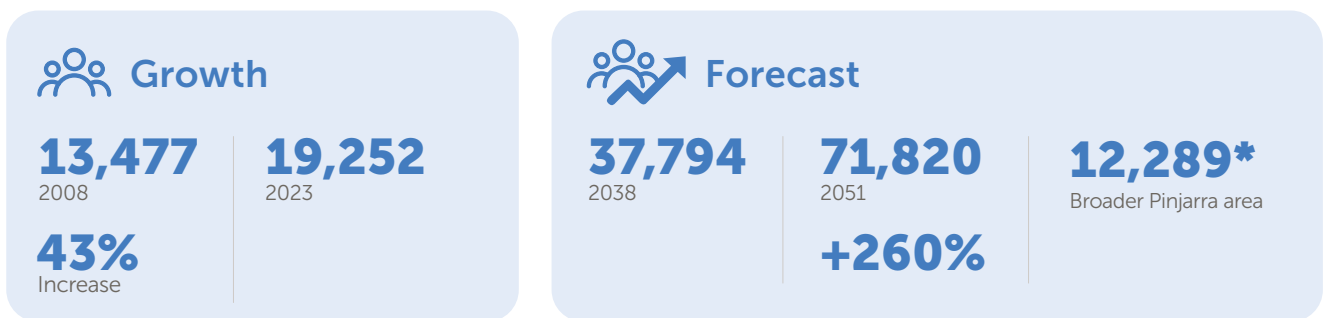 Growth
13,477
2008
19,252
2023
43%
Increase
Forecast
37,794
2038
71,820
2051
+260%
12,289*
Broader Pinjarra area